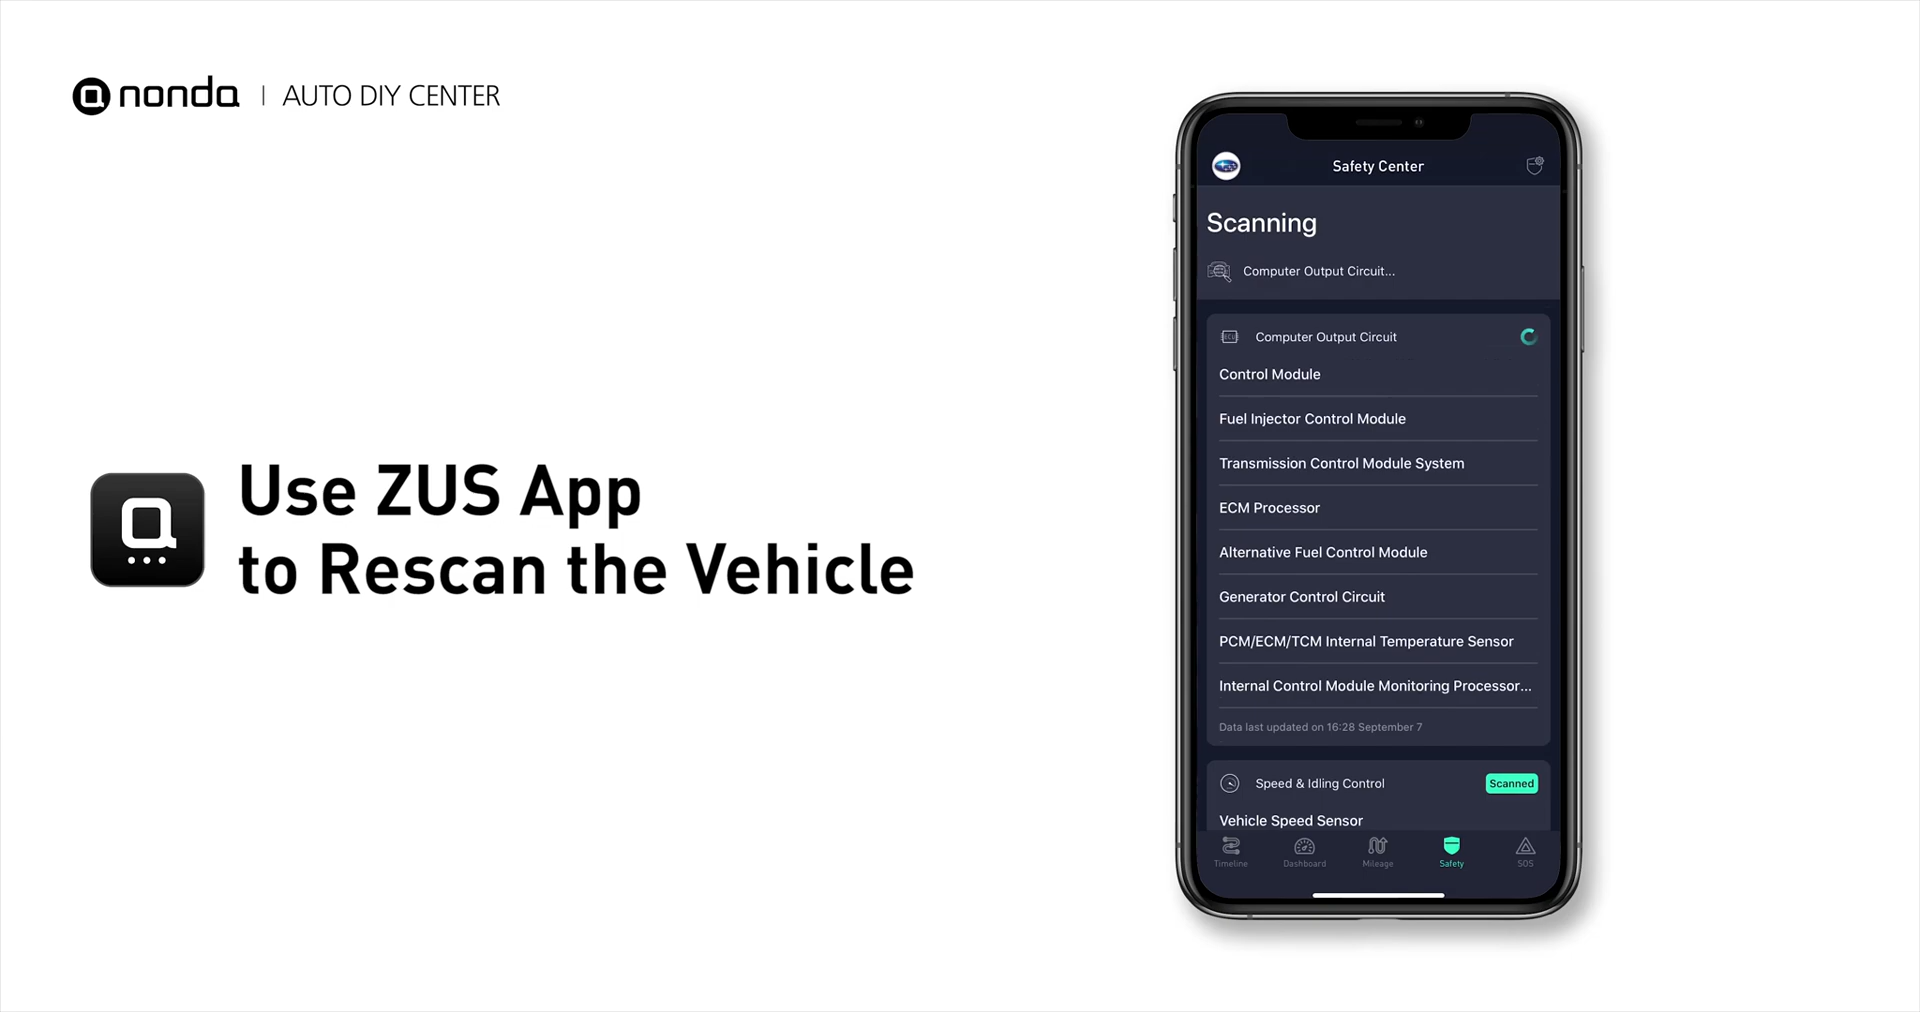 nonda | AUTO DIY CENTER
Use ZUS App
to Rescan the Vehicle
Safety Center
Scanning
Computer Output Circuit...
Computer Output Circuit
Control Module
Fuel Injector Control Module
Transmission Control Module System
ECM Processor
Alternative Fuel Control Module
Generator Control Circuit
PCM/ECM/TCM Internal Temperature Sensor
Internal Control Module Monitoring Processor...
Data last updated on 16:28 September 7
Speed & Idling Control
Scanned
Vehicle Speed Sensor
Timeline
Dashboard
Mileage
Safety
SOS